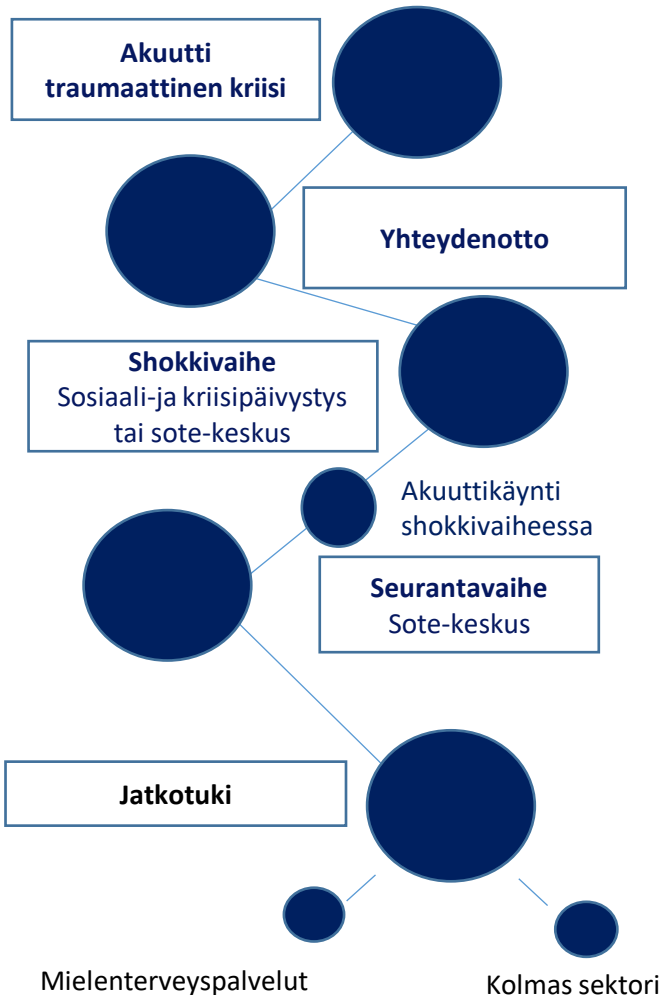 Akuutti
traumaattinen kriisi
Yhteydenotto
Shokkivaihe
Sosiaali-ja kriisipäivystys
tai sote-keskus
Akuuttikäynti
shokkivaiheessa
Seurantavaihe
Sote-keskus
Jatkotuki
Mielenterveyspalvelut
Kolmas sektori